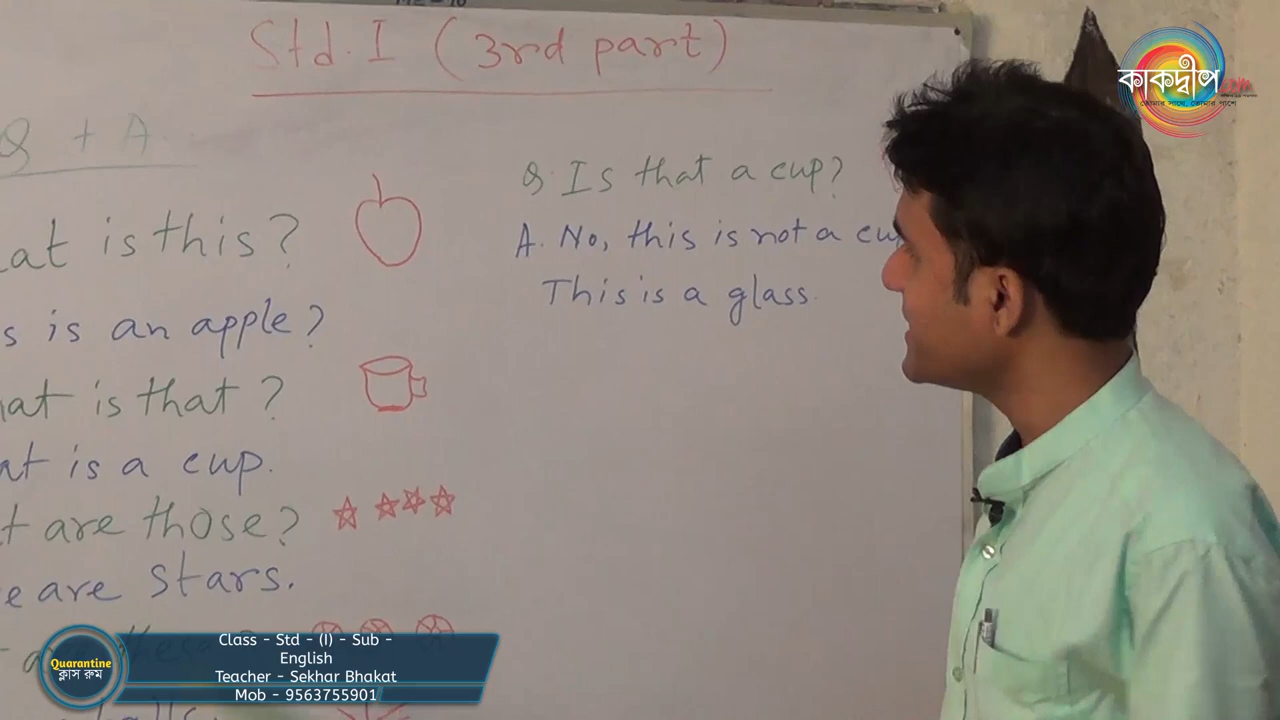 Std. I (3rd part)
Q + A
at is this?
s is an apple?
at is that?
at is a cup.
t are those?
e are stars.
Q. Is that a cup?
A. No, this is not a cu
This is a glass.
কাকদ্বীপ.com
তোমার সাথে, তোমার পাশে
Quarantine
ক্লাস রুম
Class - Std - (I) - Sub -
English
Teacher - Sekhar Bhakat
Mob - 9563755901